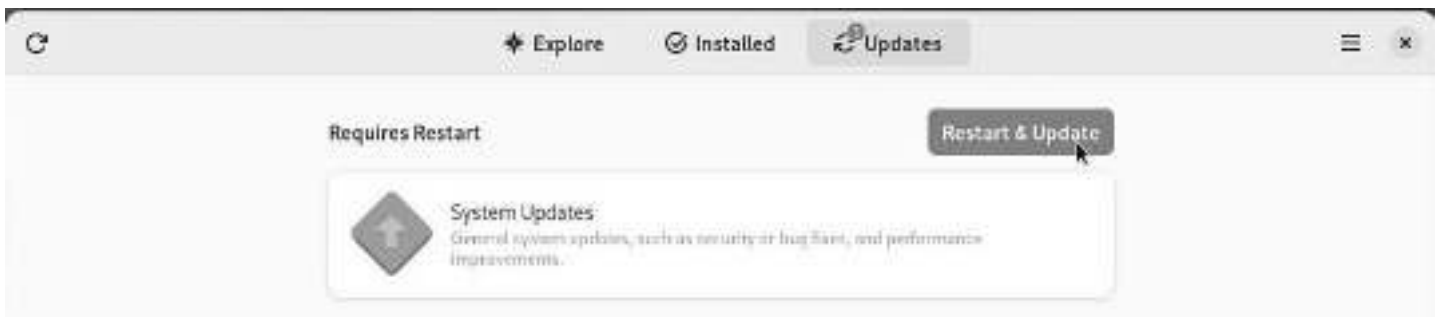 Explore
Installed
Updates
Requires Restart
Restart & Update
System Updates
General system updates, such as security or bug fixes, and performance
improvements.